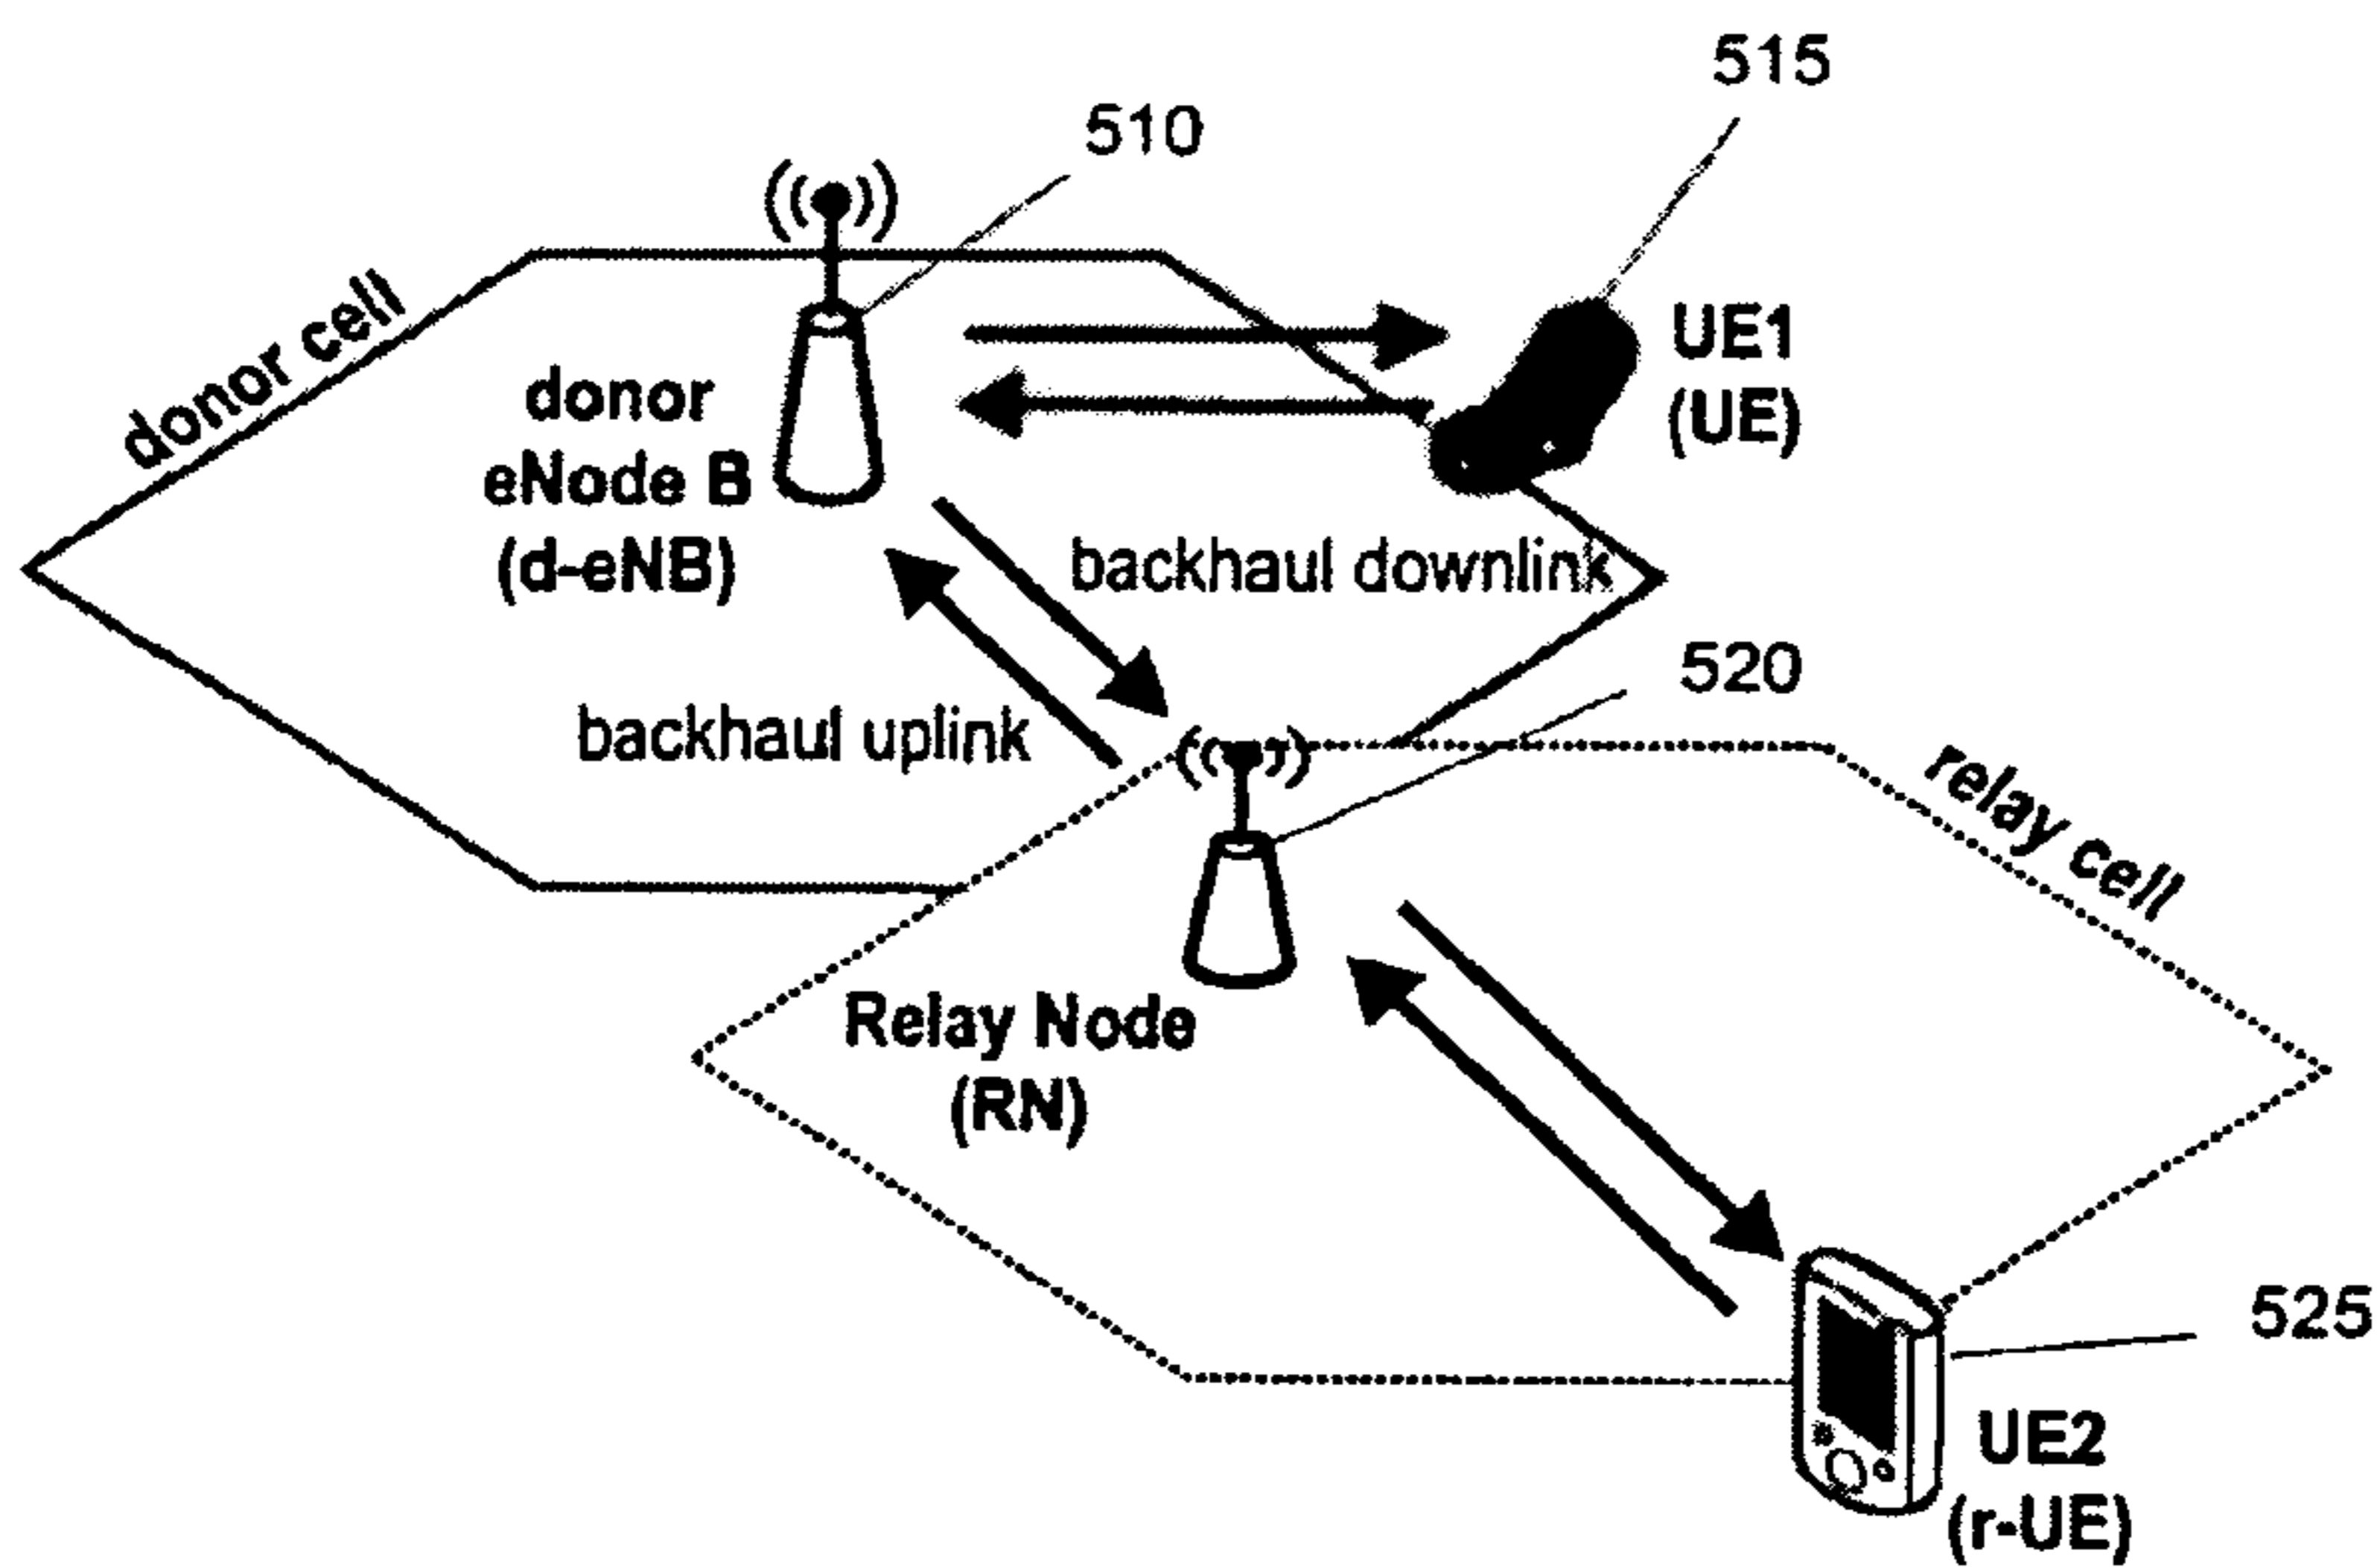 515
510
donor cell
UE1
(UE)
donor
eNode B
(d-eNB)
backhaul downlink
520
backhaul uplink
relay cell
Relay Node
(RN)
525
UE2
(r-UE)